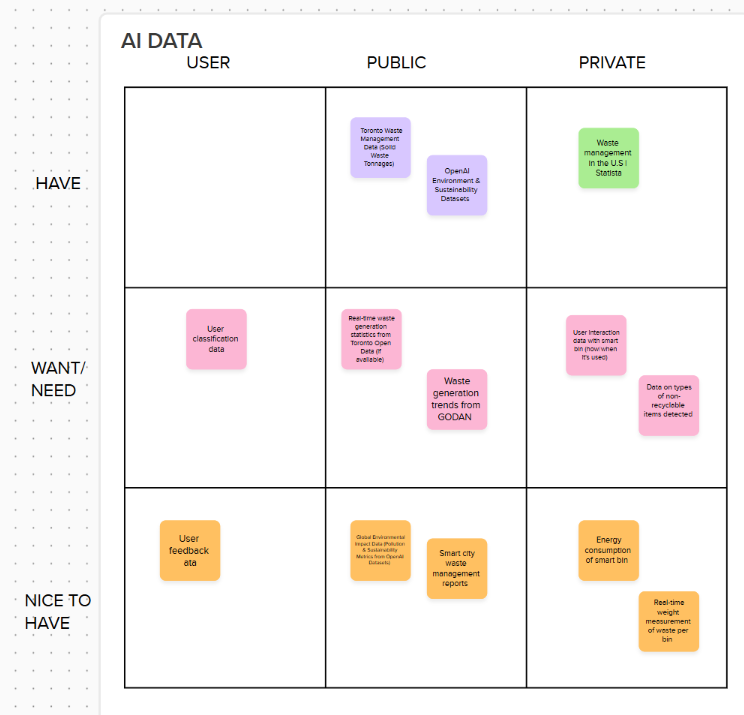 AI DATA
USER
PUBLIC
PRIVATE
HAVE
Toronto Waste
Management
Data (Solid
Waste
Tonnages)
OpenAI
Environment &
Sustainability
Datasets
Waste
management
in the U.S |
Statista
WANT/
NEED
User
classification
data
Real-time waste
generation
statistics from
Toronto Open
Data (if
available)
Waste
generation
trends from
GODAN
User Interaction
data with smart
bin (how/when
it's used)
Data on types
of non-
recyclable
items detected
NICE TO
HAVE
User
feedback
ata
Global Environmental
Impact Data (Pollution
& Sustainability
Metrics from OpenAI
Datasets)
Smart city
waste
management
reports
Energy
consumption
of smart bin
Real-time
weight
measurement
of waste per
bin